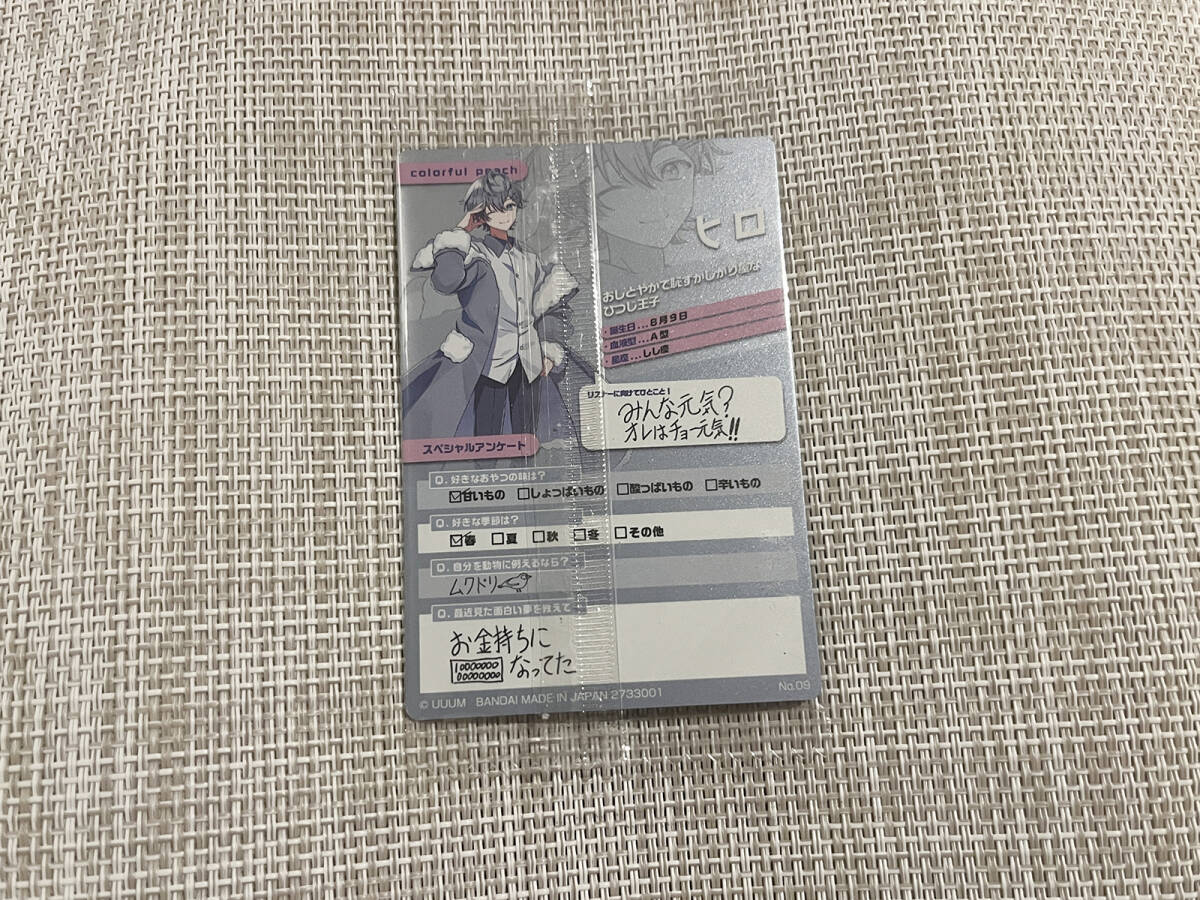 colorful peach
ヒロ
おしとやかで恥ずかしがり屋な
ひつじ王子
・誕生日…8月9日
・血液型…A型
・星座…しし座
リスナーに向けてひとこと!
みんな元気?
オレはチョー元気!!
スペシャルアンケート
Q. 好きなおやつの味は?
☑甘いもの □しょっぱいもの □酸っぱいもの □辛いもの
Q. 好きな季節は?
☑春 □夏 □秋 □冬 □その他
Q. 自分を動物に例えるなら?
ムクドリ
Q. 最近見た面白い夢を教えて
お金持ちに
なってた
© UUUM BANDAI MADE IN JAPAN 2733001
No.09